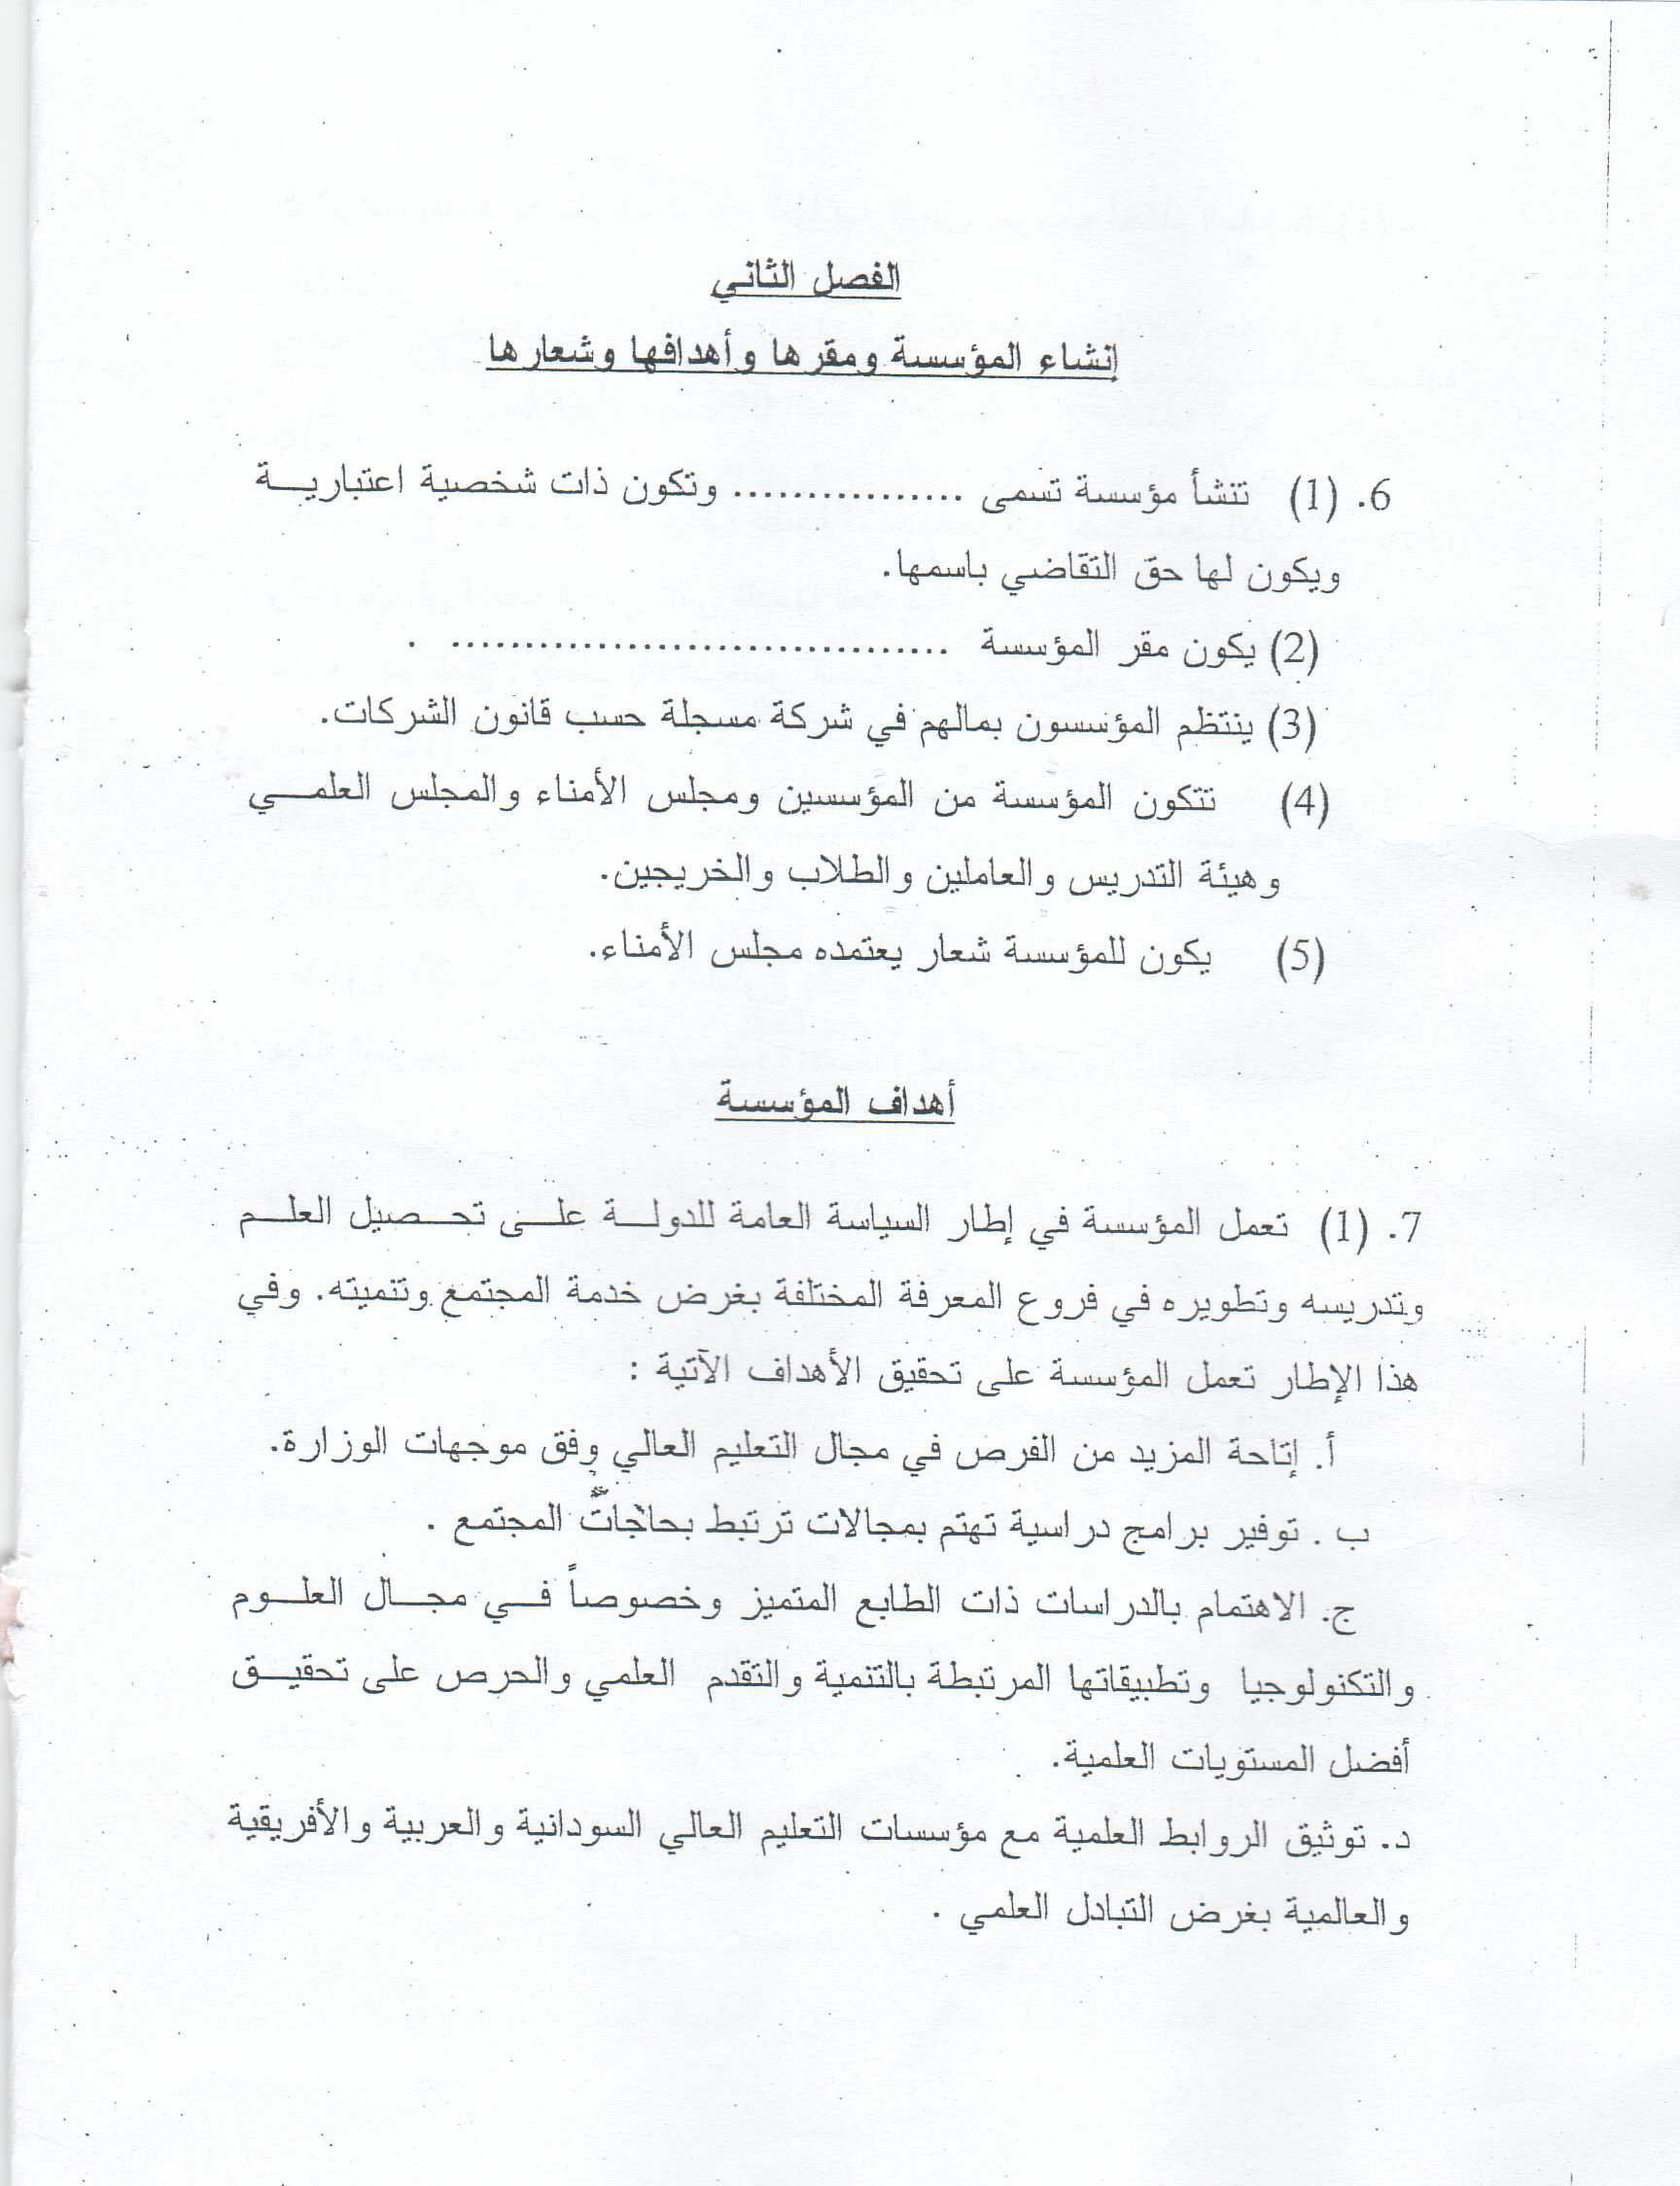 الفصل الثاني
إنشاء المؤسسة ومقرها وأهدافها وشعارها
6. (1) تنشأ مؤسسة تسمى ................ وتكون ذات شخصية اعتبارية
ويكون لها حق التقاضي باسمها.
(2) يكون مقر المؤسسة .................................. .
(3) ينتظم المؤسسون بمالهم في شركة مسجلة حسب قانون الشركات.
(4) تتكون المؤسسة من المؤسسين ومجلس الأمناء والمجلس العلمي
وهيئة التدريس والعاملين والطلاب والخريجين.
(5) يكون للمؤسسة شعار يعتمده مجلس الأمناء.
أهداف المؤسسة
7. (1) تعمل المؤسسة في إطار السياسة العامة للدولة على تحصيل العلم
وتدريسه وتطويره في فروع المعرفة المختلفة بغرض خدمة المجتمع وتنميته. وفي
هذا الإطار تعمل المؤسسة على تحقيق الأهداف الآتية :
أ. إتاحة المزيد من الفرص في مجال التعليم العالي وفق موجهات الوزارة.
ب . توفير برامج دراسية تهتم بمجالات ترتبط بحاجات المجتمع .
ج. الاهتمام بالدراسات ذات الطابع المتميز وخصوصاً في مجال العلوم
والتكنولوجيا وتطبيقاتها المرتبطة بالتنمية والتقدم العلمي والحرص على تحقيق
أفضل المستويات العلمية.
د. توثيق الروابط العلمية مع مؤسسات التعليم العالي السودانية والعربية والأفريقية
والعالمية بغرض التبادل العلمي .